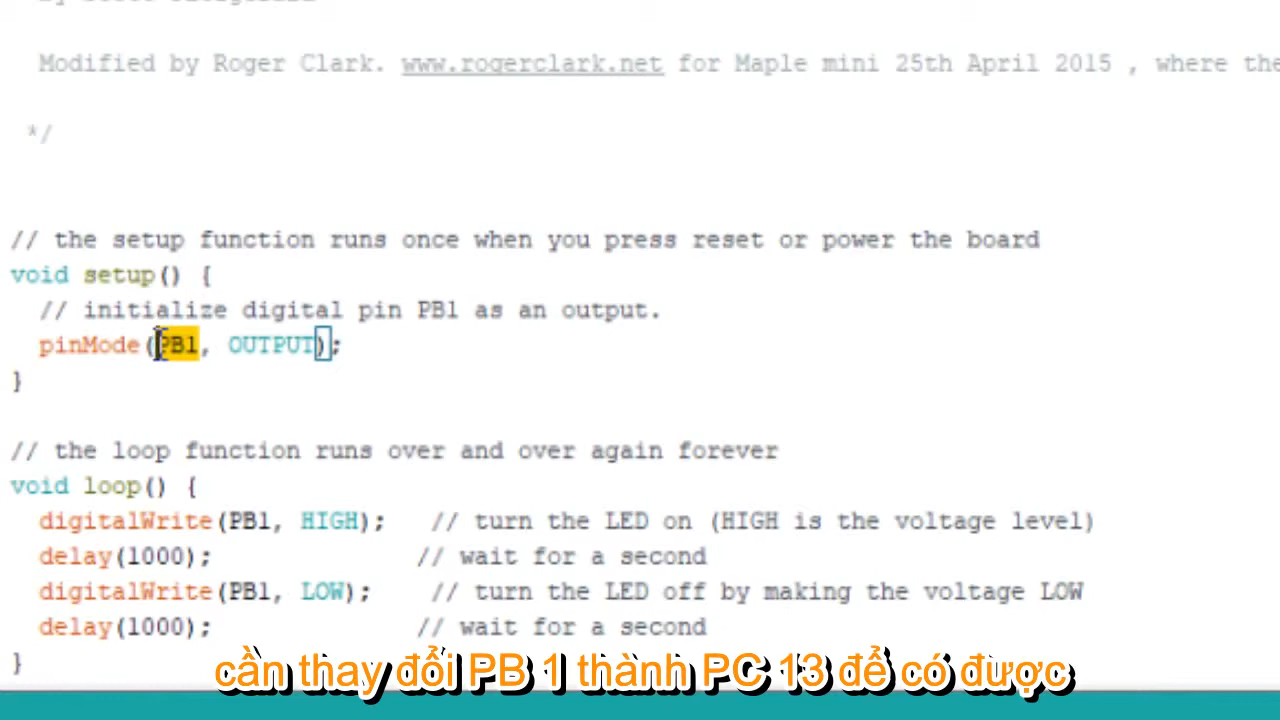 Modified by Roger Clark. www.rogerclark.net for Maple mini 25th April 2015 , where the
*/
// the setup function runs once when you press reset or power the board
void setup() {
// initialize digital pin PB1 as an output.
pinMode(PB1, OUTPUT);
}
// the loop function runs over and over again forever
void loop() {
digitalWrite(PB1, HIGH); // turn the LED on (HIGH is the voltage level)
delay(1000); // wait for a second
digitalWrite(PB1, LOW); // turn the LED off by making the voltage LOW
delay(1000); // wait for a second
}
cần thay đổi PB 1 thành PC 13 để có được